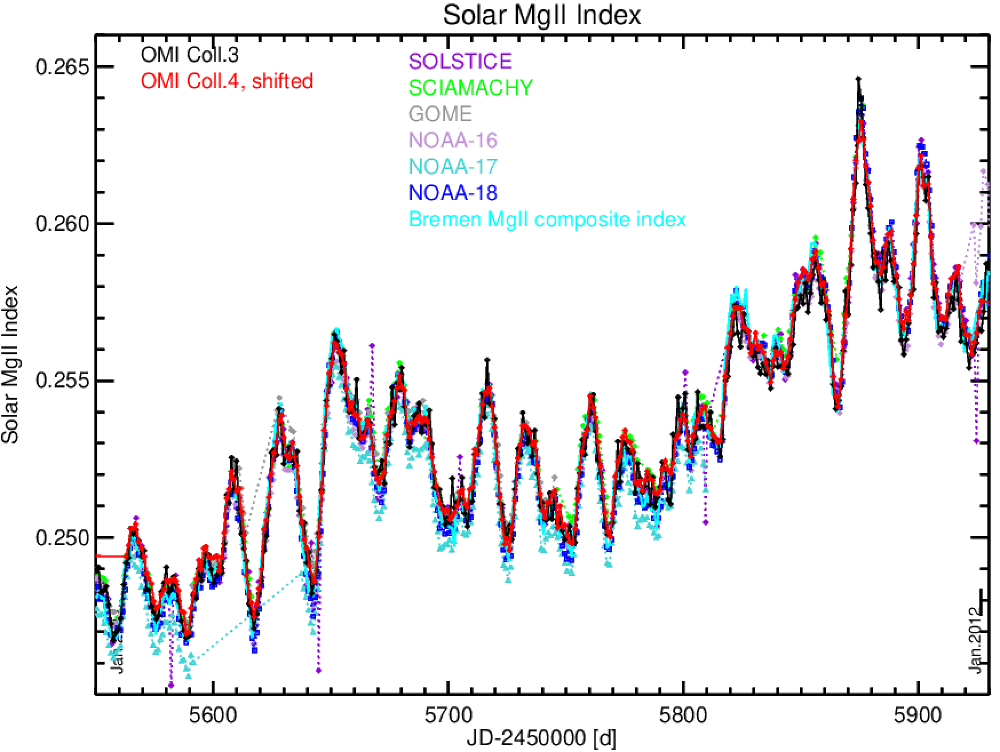 Solar MgII Index
OMI Coll.3
OMI Coll.4, shifted
SOLSTICE
SCIAMACHY
GOME
NOAA-16
NOAA-17
NOAA-18
Bremen MgII composite index
Solar MgII Index
0.265
0.260
0.255
0.250
Jan.2012
5600
5700
5800
5900
JD-2450000 [d]